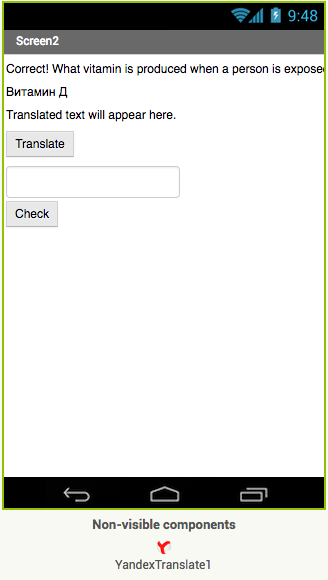 9:48
Screen2
Correct! What vitamin is produced when a person is expose
Витамин Д
Translated text will appear here.
Translate
Check
Non-visible components
YandexTranslate1